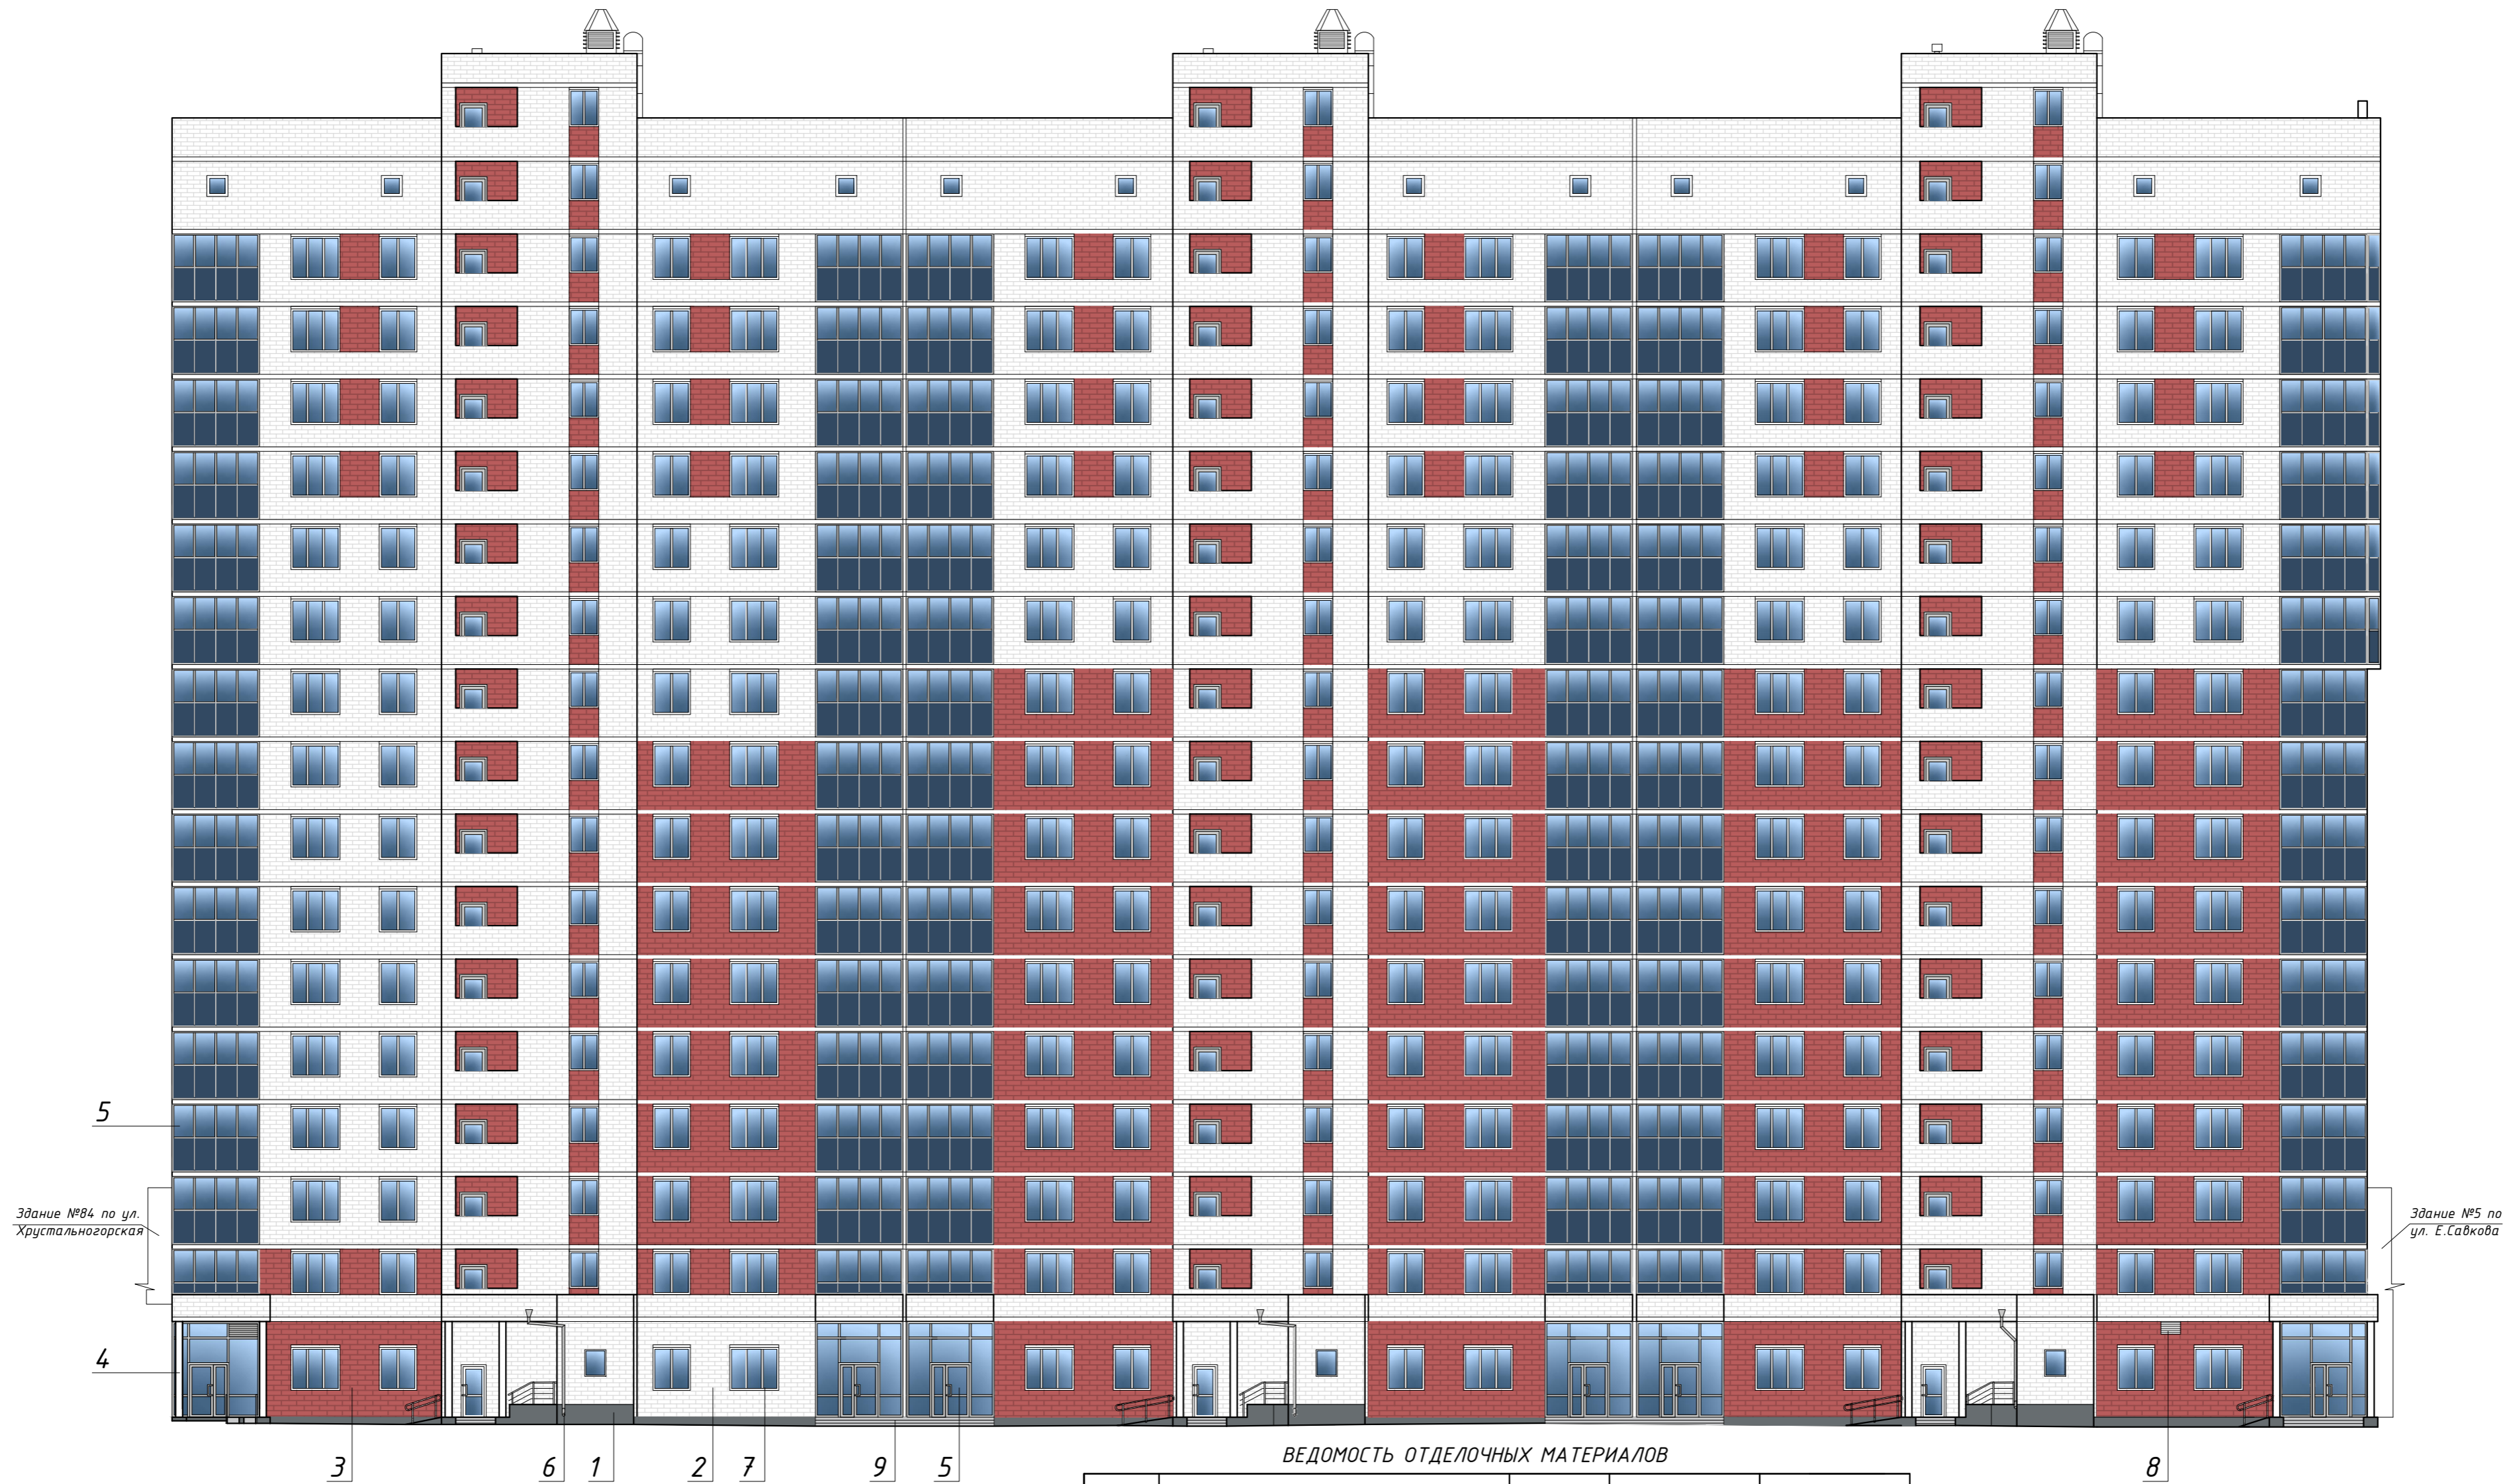 5
Здание №84 по ул.
Хрустальногорская
Здание №5 по
ул. Е.Савкова
4
ВЕДОМОСТЬ ОТДЕЛОЧНЫХ МАТЕРИАЛОВ
3
6
1
2
7
9
5
8